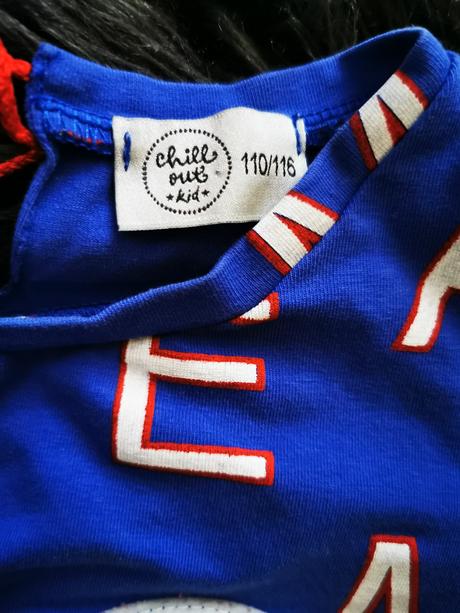 chill
out
★kid★
110/116
E